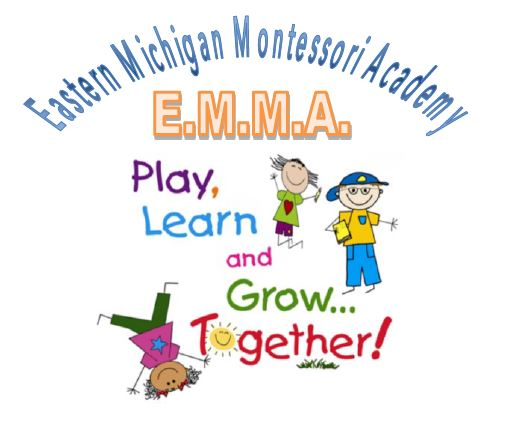 Eastern Michigan Montessori Academy
E.M.M.A.
Play,
Learn
and
Grow...
Together!